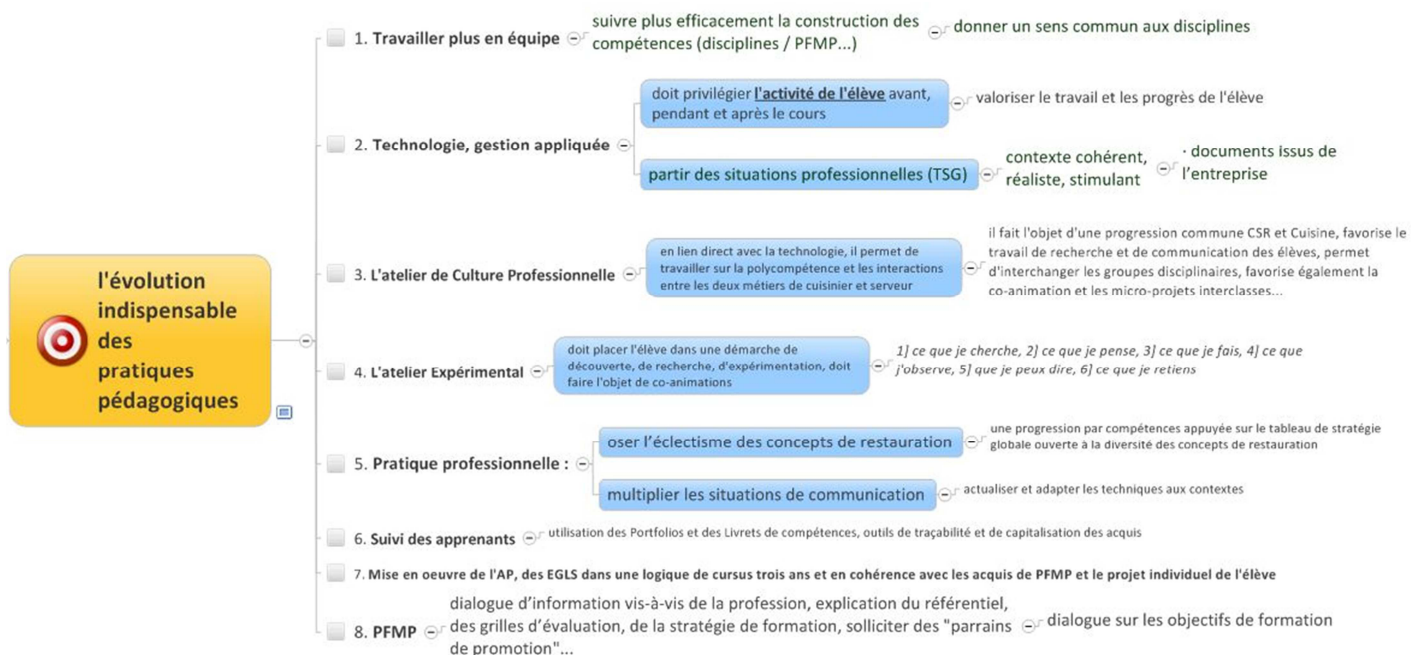 l'évolution
indispensable
des
pratiques
pédagogiques
1. Travailler plus en équipe
suivre plus efficacement la construction des
compétences (disciplines / PFMP...)
donner un sens commun aux disciplines
2. Technologie, gestion appliquée
doit privilégier l'activité de l'élève avant,
pendant et après le cours
valoriser le travail et les progrès de l'élève
partir des situations professionnelles (TSG)
contexte cohérent,
réaliste, stimulant
· documents issus de
l’entreprise
3. L'atelier de Culture Professionnelle
en lien direct avec la technologie, il permet de
travailler sur la polycompétence et les interactions
entre les deux métiers de cuisinier et serveur
il fait l'objet d'une progression commune CSR et Cuisine, favorise le
travail de recherche et de communication des élèves, permet
d'interchanger les groupes disciplinaires, favorise également la
co-animation et les micro-projets interclasses...
4. L'atelier Expérimental
doit placer l'élève dans une démarche de
découverte, de recherche, d'expérimentation, doit
faire l'objet de co-animations
1] ce que je cherche, 2] ce que je pense, 3] ce que je fais, 4] ce que
j'observe, 5] que je peux dire, 6] ce que je retiens
5. Pratique professionnelle :
oser l’éclectisme des concepts de restauration
une progression par compétences appuyée sur le tableau de stratégie
globale ouverte à la diversité des concepts de restauration
multiplier les situations de communication
actualiser et adapter les techniques aux contextes
6. Suivi des apprenants
utilisation des Portfolios et des Livrets de compétences, outils de traçabilité et de capitalisation des acquis
7. Mise en oeuvre de l'AP, des EGLS dans une logique de cursus trois ans et en cohérence avec les acquis de PFMP et le projet individuel de l'élève
8. PFMP
dialogue d’information vis-à-vis de la profession, explication du référentiel,
des grilles d’évaluation, de la stratégie de formation, solliciter des "parrains
de promotion"...
dialogue sur les objectifs de formation